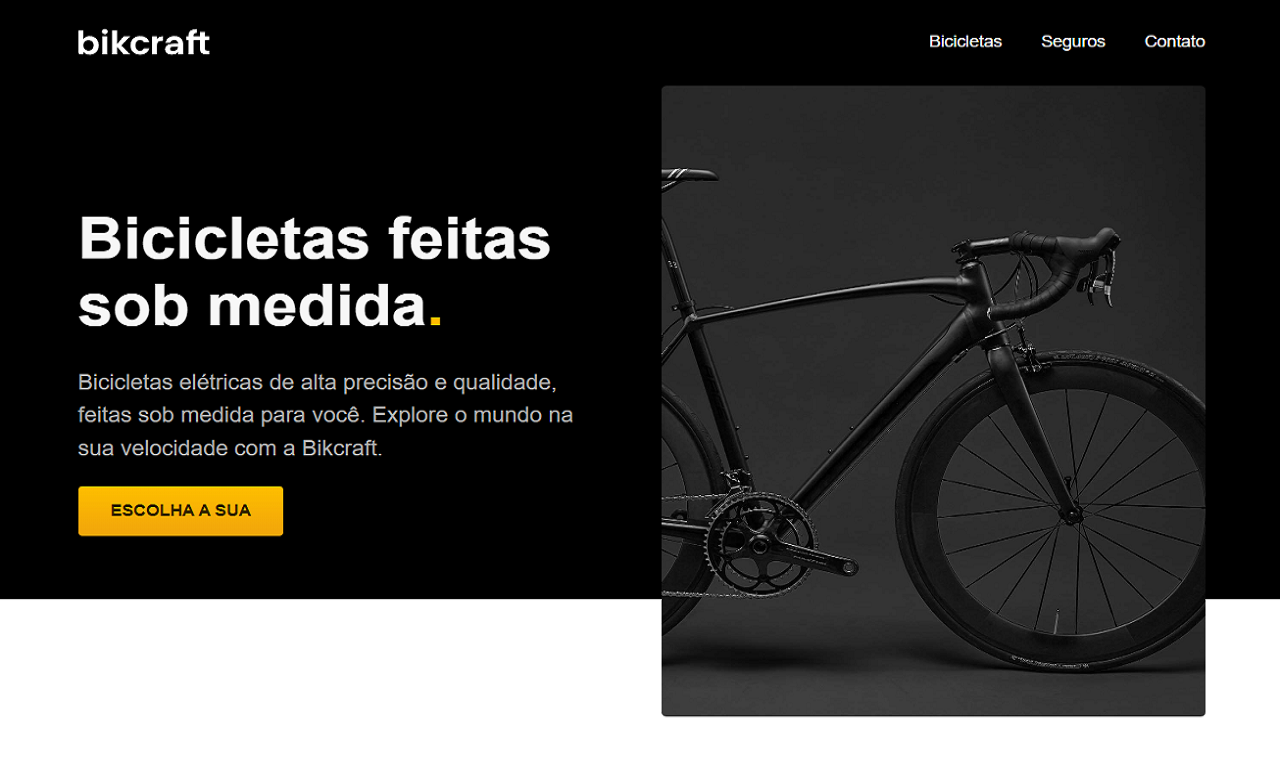 bikcraft
Bicicletas Seguros Contato
Bicicletas feitas
sob medida.
Bicicletas elétricas de alta precisão e qualidade,
feitas sob medida para você. Explore o mundo na
sua velocidade com a Bikcraft.
ESCOLHA A SUA